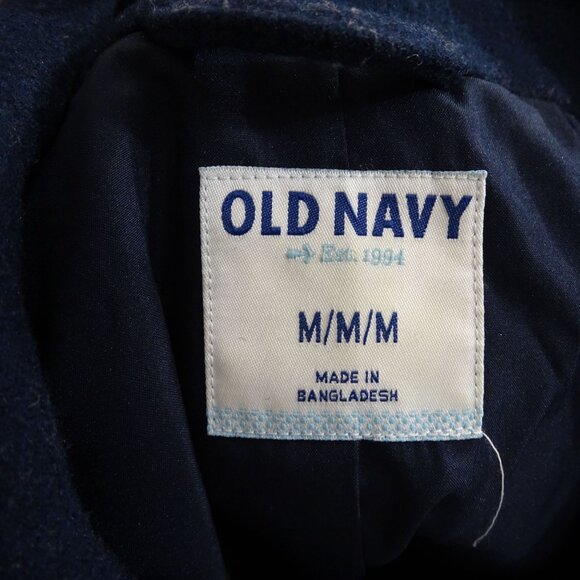 OLD NAVY
Est. 1994
M/M/M
MADE IN
BANGLADESH